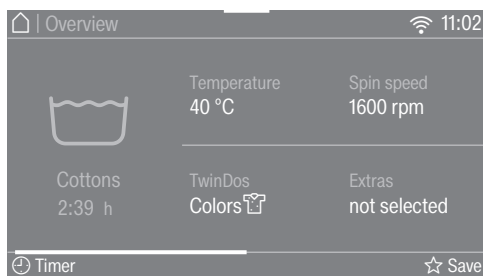 Overview 11:02
Temperature Spin speed
40 °C 1600 rpm
Cottons TwinDos Extras
2:39 h Colors not selected
Timer Save